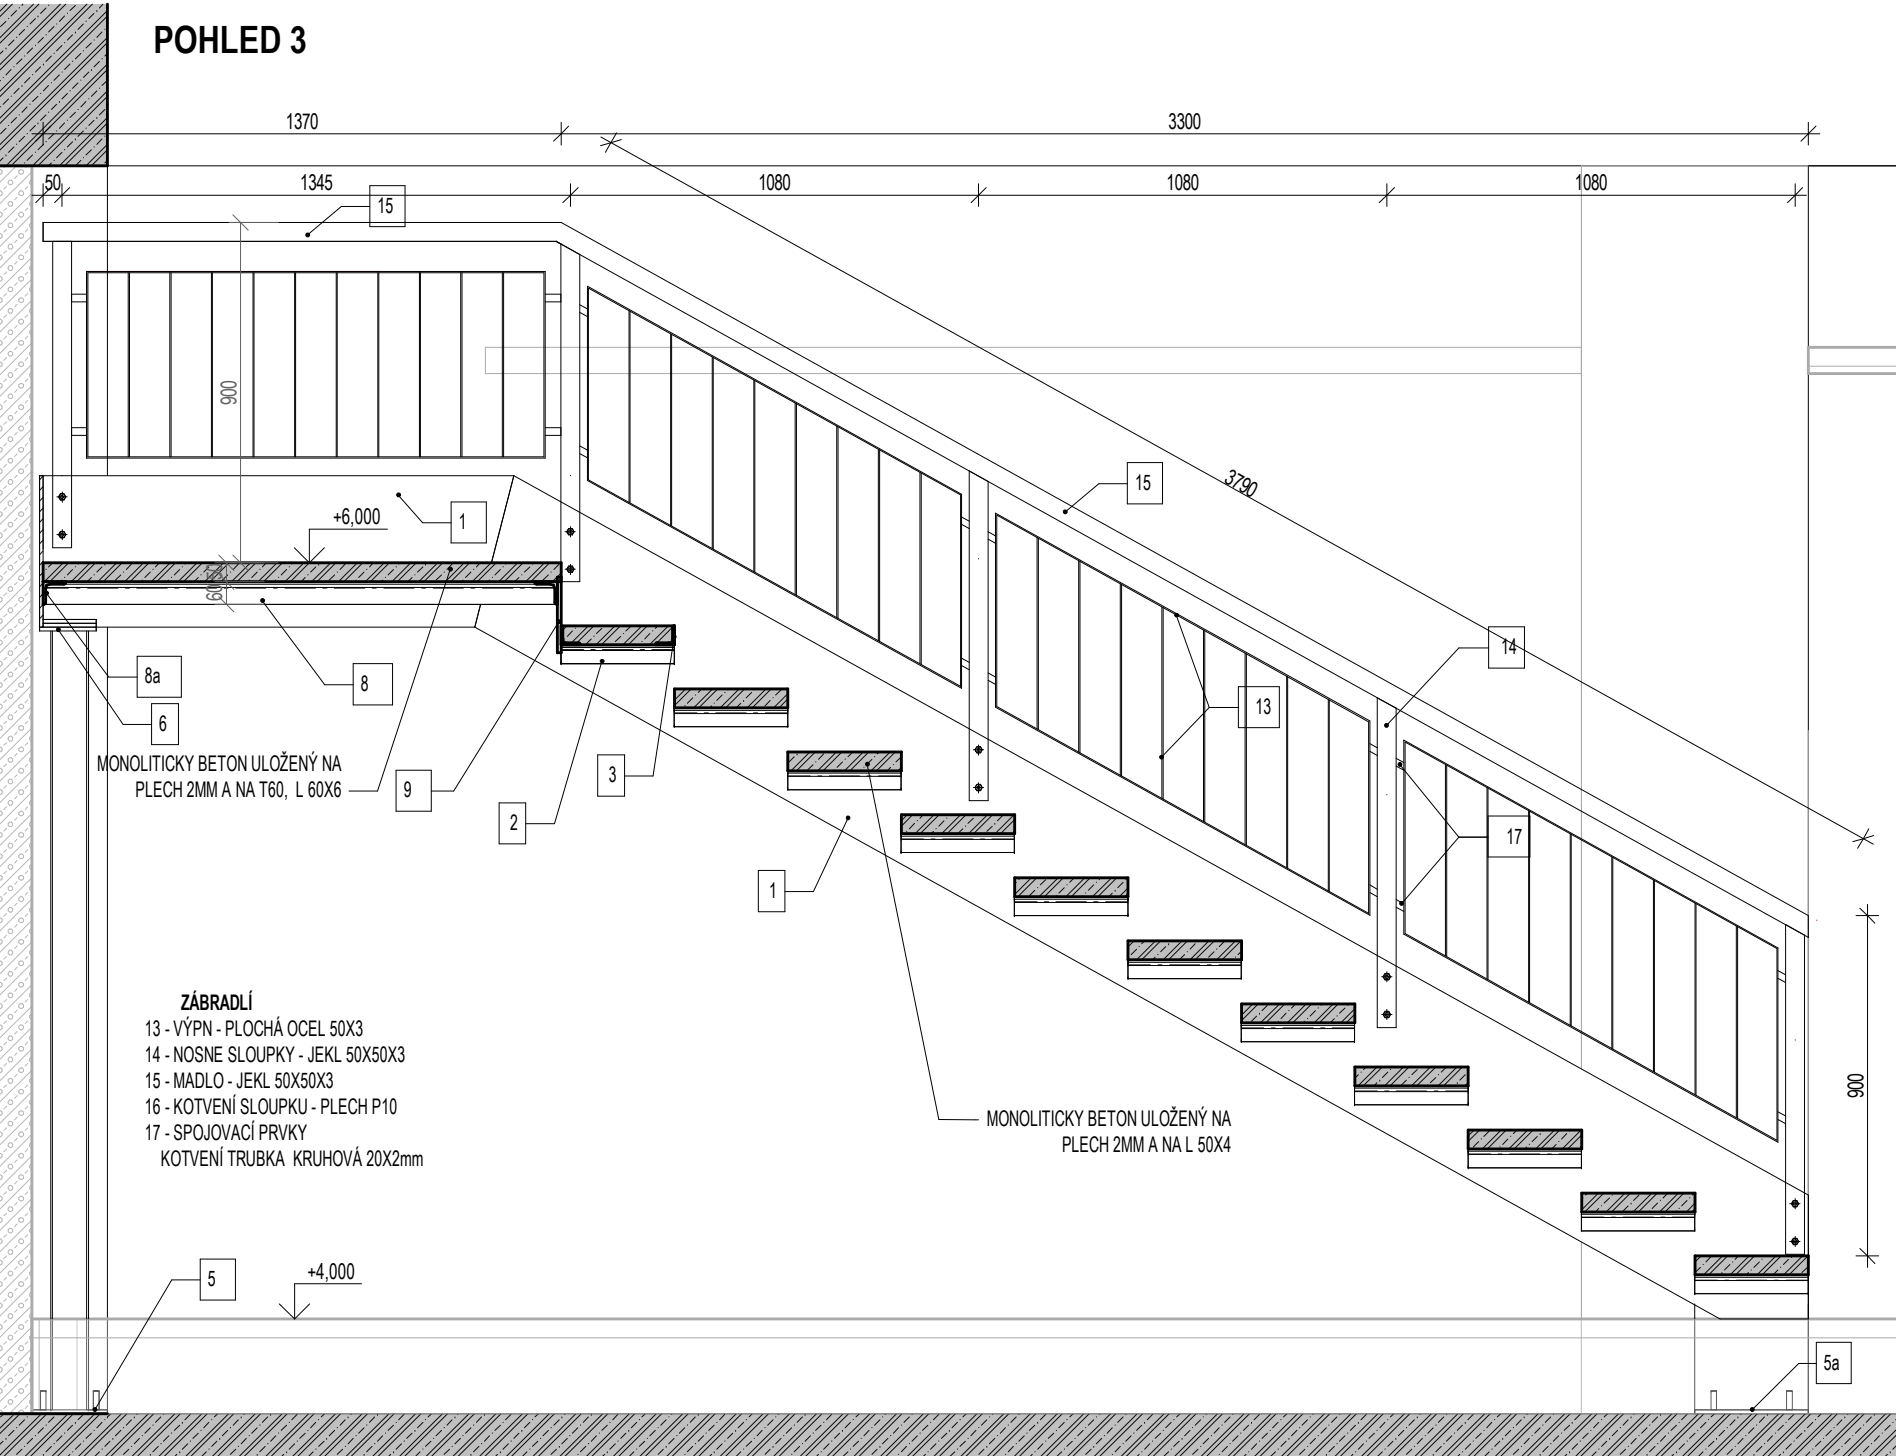 POHLED 3
1370
3300
50
1345
1080
1080
1080
15
900
3790
15
1
+6,000
60
50
14
8a
8
13
6
MONOLITICKY BETON ULOŽENÝ NA
PLECH 2MM A NA T60, L 60X6
9
3
2
17
1
ZÁBRADLÍ
13 - VÝPN - PLOCHÁ OCEL 50X3
14 - NOSNE SLOUPKY - JEKL 50X50X3
15 - MADLO - JEKL 50X50X3
16 - KOTVENÍ SLOUPKU - PLECH P10
17 - SPOJOVACÍ PRVKY
KOTVENÍ TRUBKA KRUHOVÁ 20X2mm
900
MONOLITICKY BETON ULOŽENÝ NA
PLECH 2MM A NA L 50X4
5
+4,000
5a